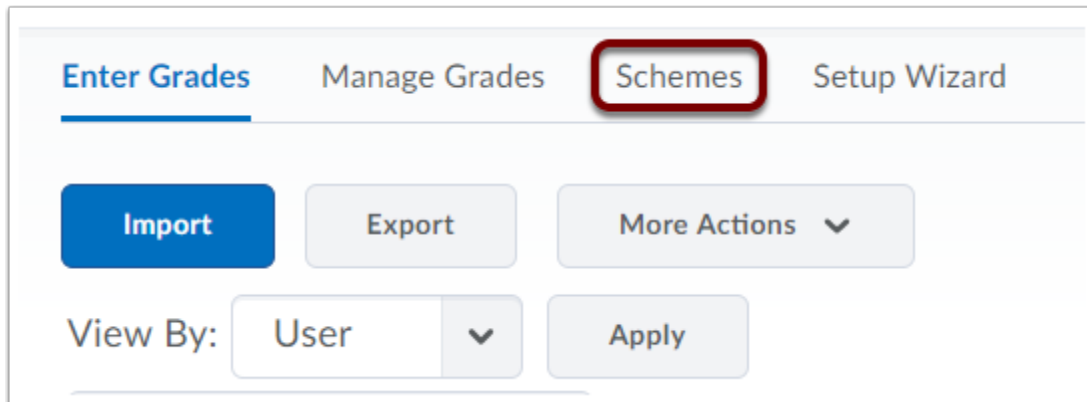 Enter Grades Manage Grades Schemes Setup Wizard
Import Export More Actions
View By: User Apply